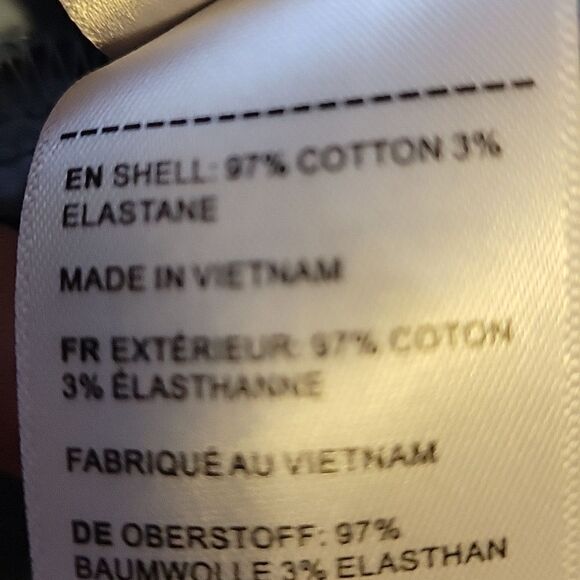 EN SHELL: 97% COTTON 3%
ELASTANE
MADE IN VIETNAM
FR EXTÉRIEUR: 97% COTON
3% ÉLASTHANNE
FABRIQUÉ AU VIETNAM
DE OBERSTOFF: 97%
BAUMWOLLE 3% ELASTHAN